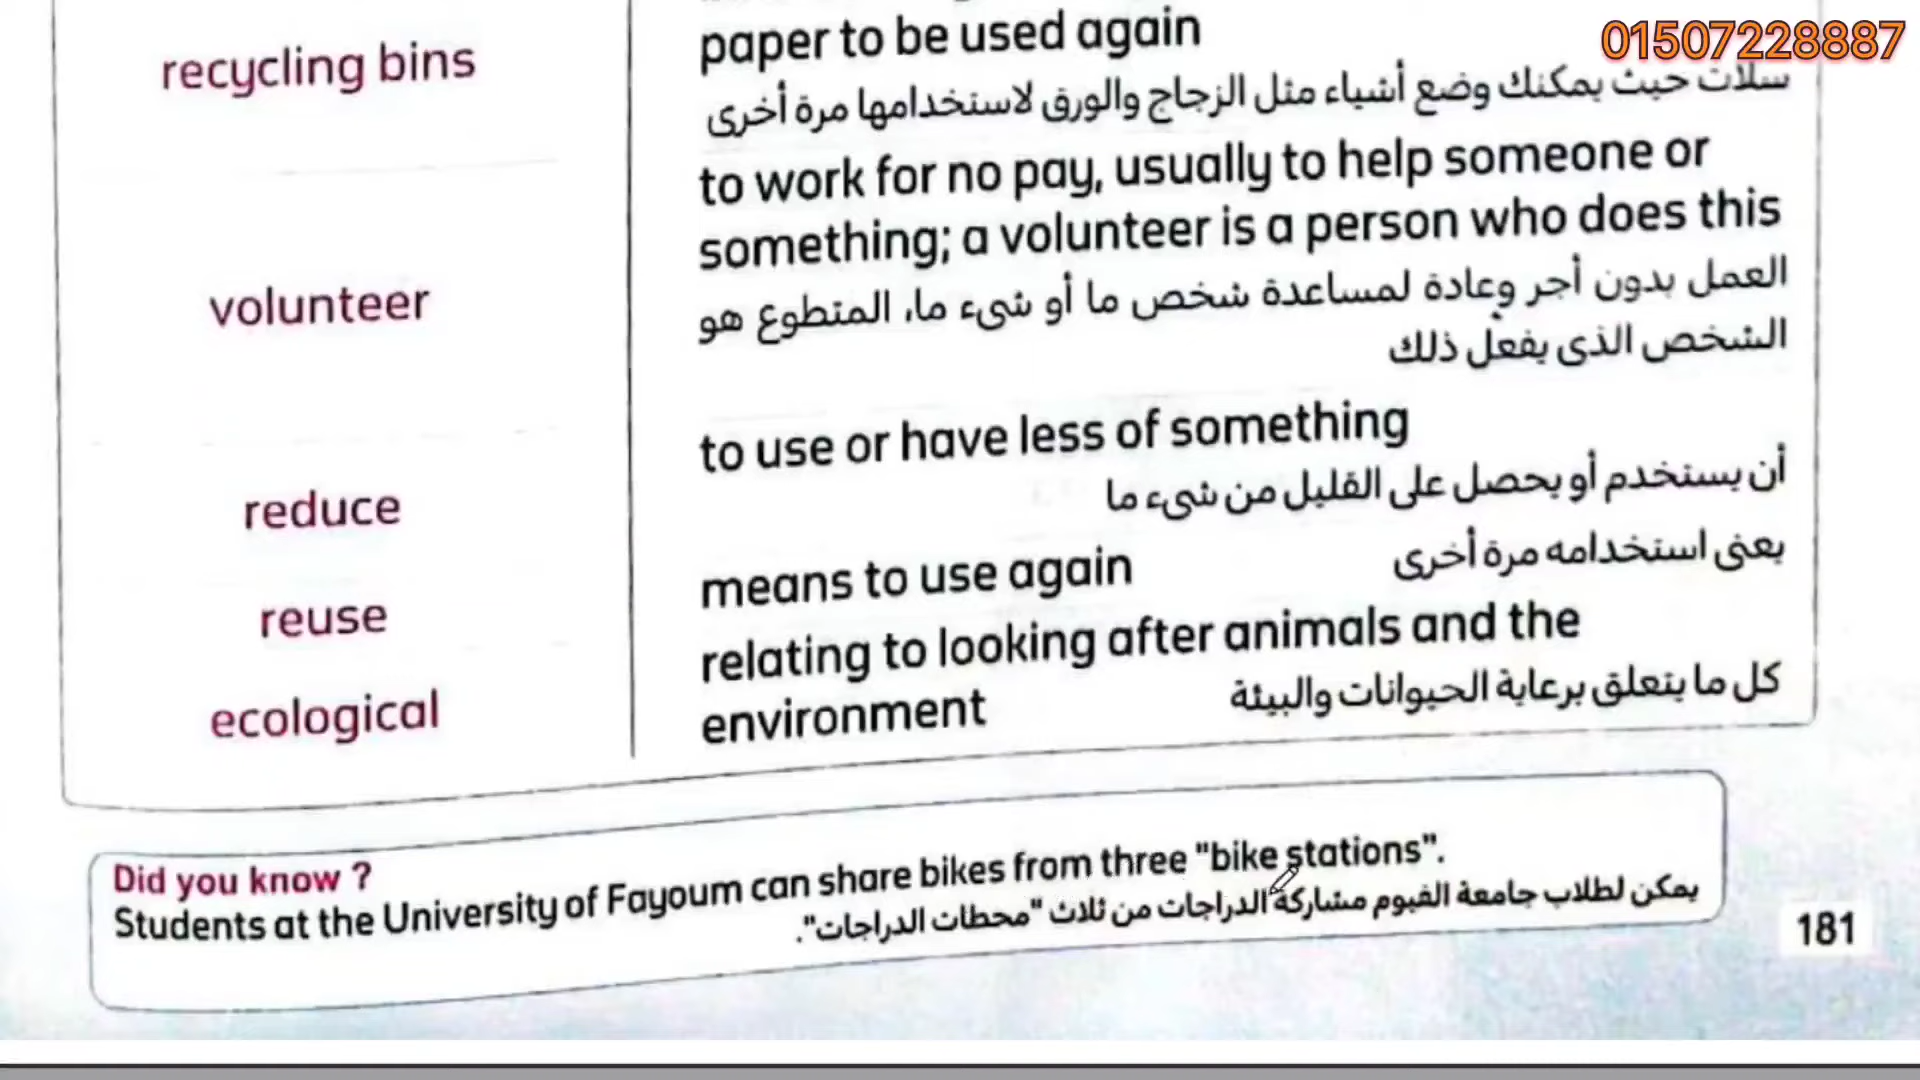 01507228887
recycling bins
paper to be used again
سلات حيث يمكنك وضع أشياء مثل الزجاج والورق لاستخدامها مرة أخرى
volunteer
to work for no pay, usually to help someone or
something; a volunteer is a person who does this
العمل بدون أجر وعادة لمساعدة شخص ما أو شىء ما، المتطوع هو
الشخص الذى يفعل ذلك
reduce
to use or have less of something
أن يستخدم أو يحصل على القليل من شىء ما
reuse
means to use again
يعنى استخدامه مرة أخرى
ecological
relating to looking after animals and the
environment
كل ما يتعلق برعاية الحيوانات والبيئة
Did you know ?
Students at the University of Fayoum can share bikes from three "bike stations".
يمكن لطلاب جامعة الفيوم مشاركة الدراجات من ثلاث "محطات الدراجات".
181